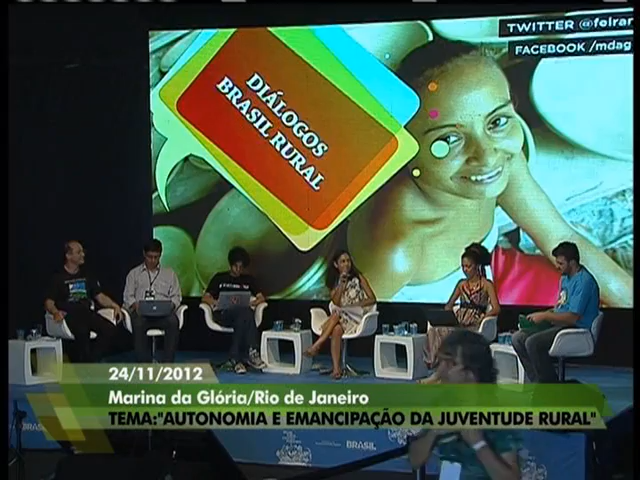 TWITTER @feirar
FACEBOOK /mdag
DIÁLOGOS
BRASIL RURAL
24/11/2012
Marina da Glória/Rio de Janeiro
TEMA:"AUTONOMIA E EMANCIPAÇÃO DA JUVENTUDE RURAL"
BRASIL